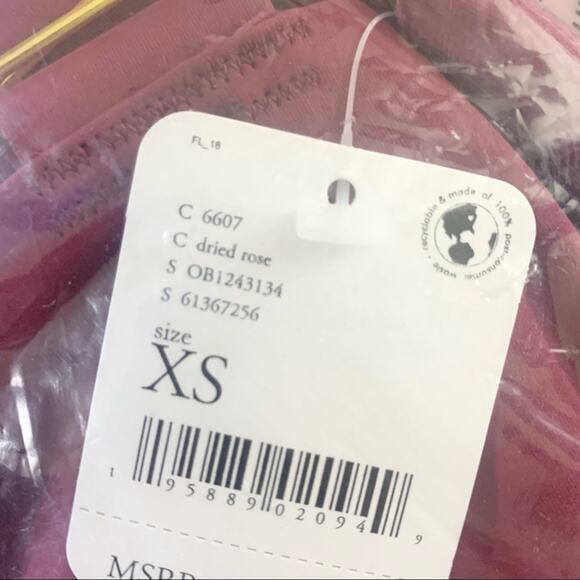 FL_18
recyclable & made of 100% post-consumer waste
C 6607
C dried rose
S OB1243134
S 61367256
size
XS
1 95889 02094 9
MSRP